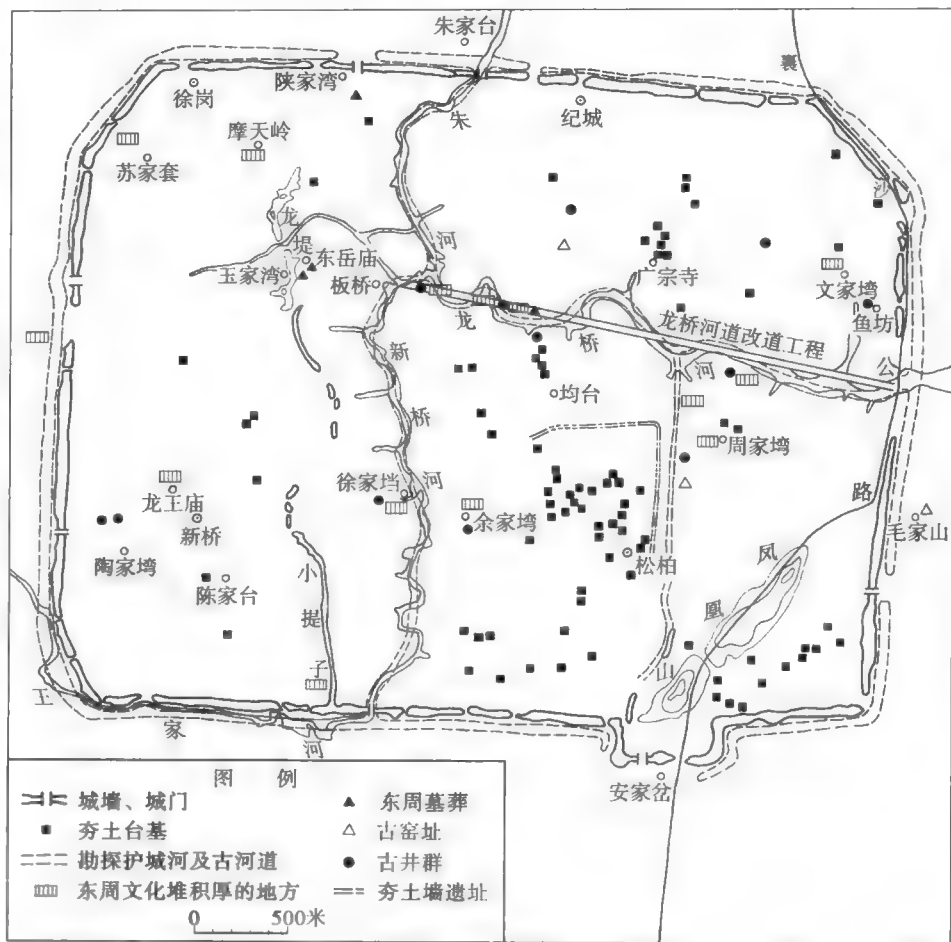 朱家台
襄
陕家湾
徐岗
朱
纪城
摩天岭
苏家套
沙
龙
堤
河
东岳庙
广宗寺
玉家湾
板桥
文家塆
龙
鱼坊
龙桥河道改道工程
桥
新
河
公
均台
桥
周家塆
徐家垱
河
龙王庙
余家塆
路
新桥
毛家山
陶家塆
松柏
凤
小
陈家台
凰
提
子
山
王
家
河
安家岔
图例
城墙、城门
东周墓葬
夯土台基
古窑址
勘探护城河及古河道
古井群
东周文化堆积厚的地方
夯土墙遗址
0 500米